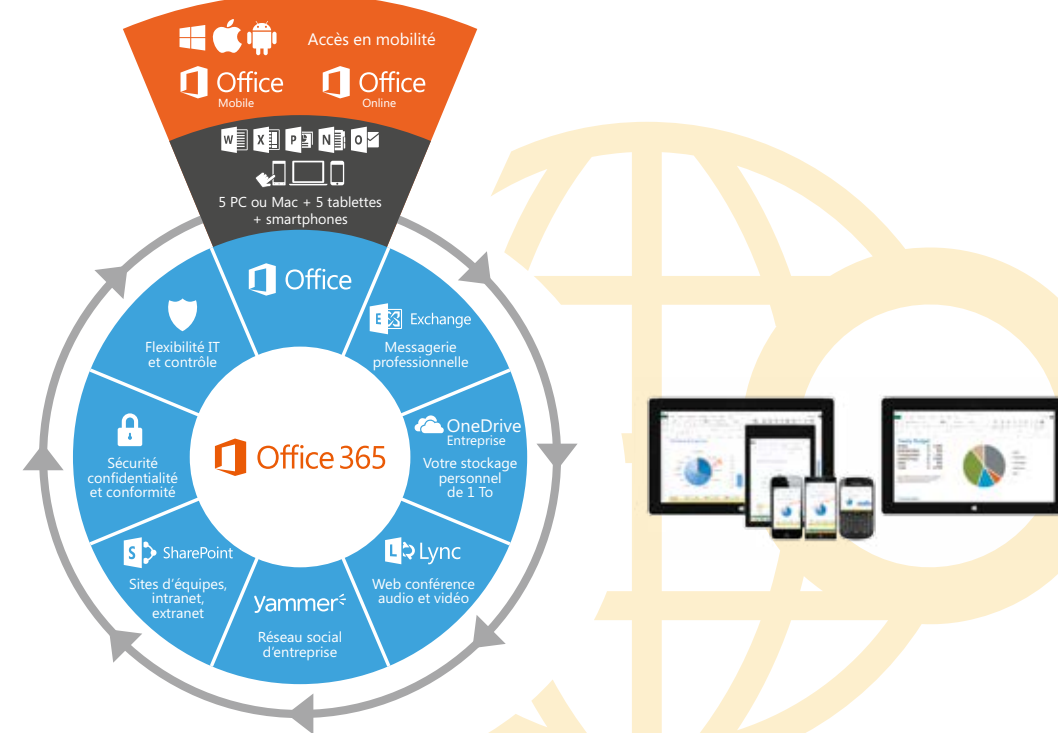 Accès en mobilité
Office
Mobile
Office
Online
W X P N O
5 PC ou Mac + 5 tablettes
+ smartphones
Office
E Exchange
Messagerie
professionnelle
OneDrive
Entreprise
Votre stockage
personnel
de 1 To
L Lync
Web conférence
audio et vidéo
yammer
Réseau social
d'entreprise
S SharePoint
Sites d'équipes,
intranet,
extranet
Sécurité
confidentialité
et conformité
Flexibilité IT
et contrôle
Office 365
Yearly Budget